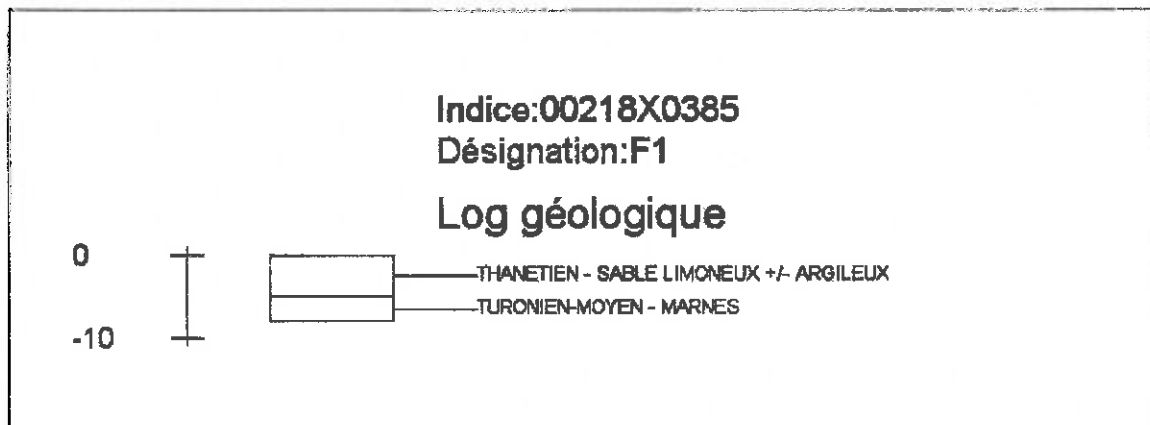 Indice:00218X0385
Désignation:F1
Log géologique
0
THANETIEN - SABLE LIMONEUX +/- ARGILEUX
TURONIEN-MOYEN - MARNES
-10